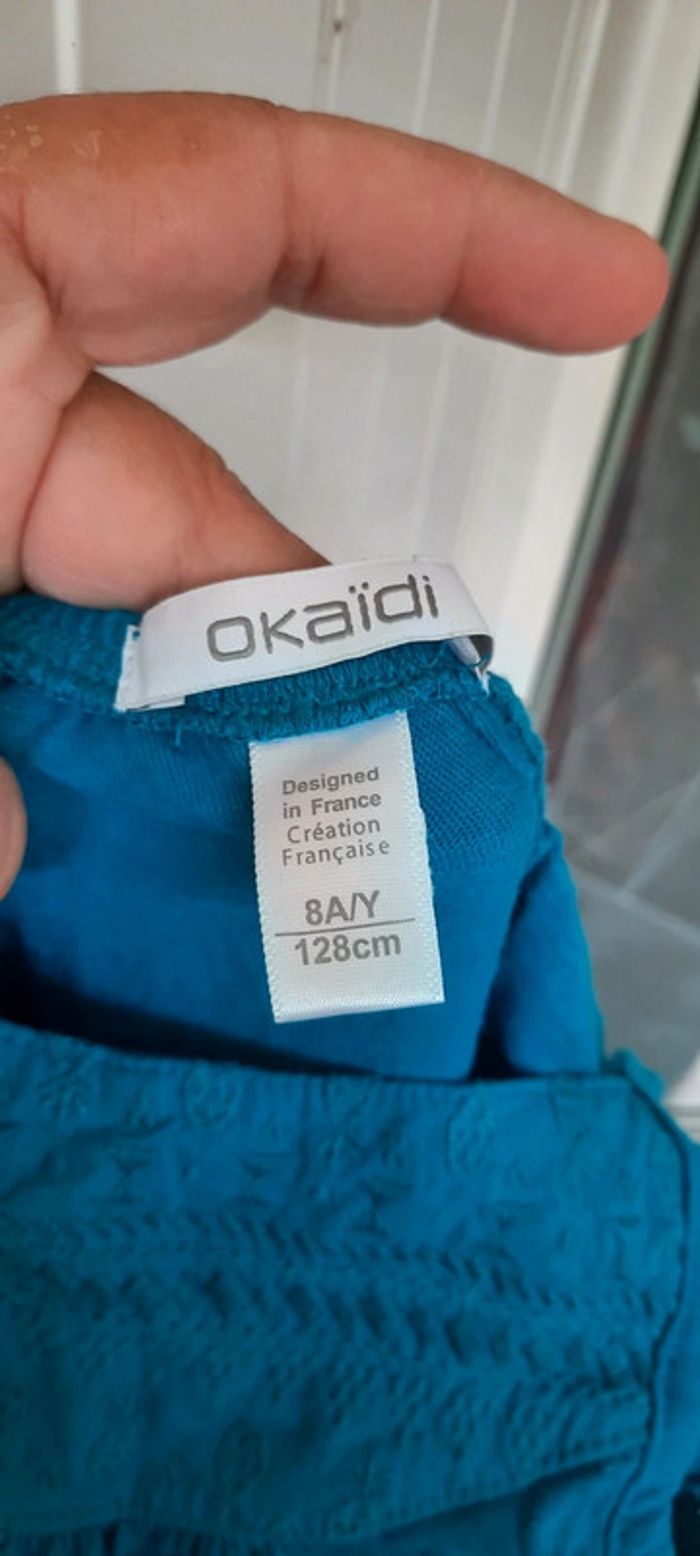 okaïdi
Designed
in France
Création
Française
8A/Y
128cm